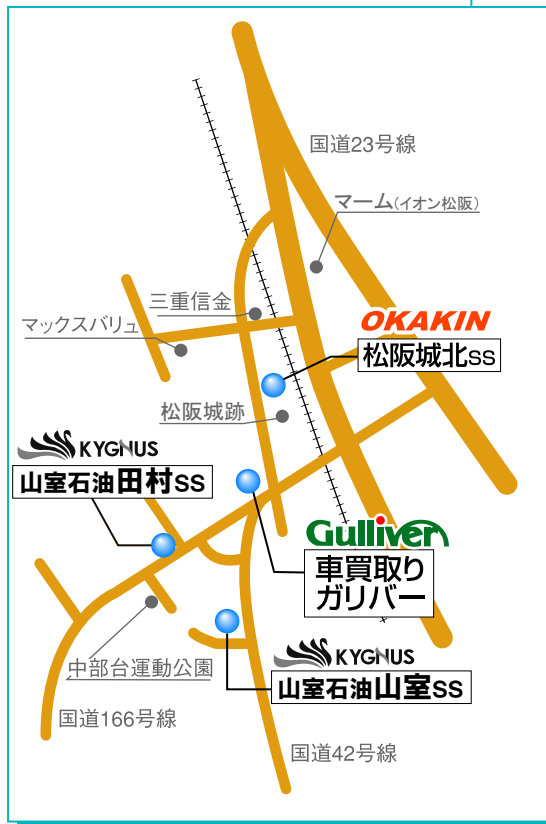 国道23号線
マーム(イオン松阪)
三重信金
マックスバリュ
OKAKIN
松阪城北SS
松阪城跡
KYGNUS
山室石油田村SS
Gulliver
車買取り
ガリバー
KYGNUS
山室石油山室SS
中部台運動公園
国道166号線
国道42号線